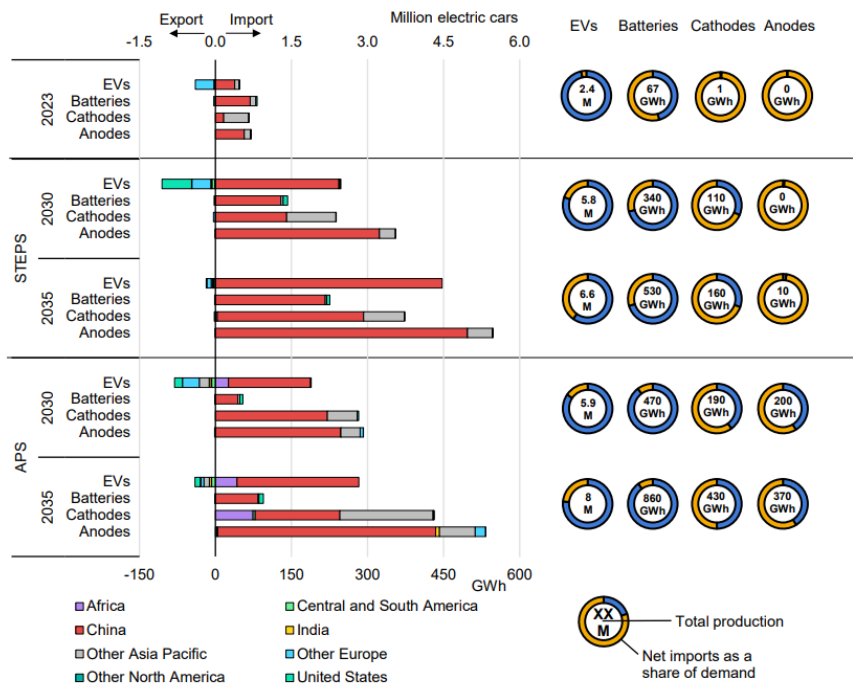 Export Import Million electric cars EVs Batteries Cathodes Anodes
-1.5 0.0 1.5 3.0 4.5 6.0
2023
EVs
Batteries
Cathodes
Anodes
2.4 M 67 GWh 1 GWh 0 GWh
STEPS
2030
EVs
Batteries
Cathodes
Anodes
5.8 M 340 GWh 110 GWh 0 GWh
2035
EVs
Batteries
Cathodes
Anodes
6.6 M 530 GWh 160 GWh 10 GWh
APS
2030
EVs
Batteries
Cathodes
Anodes
5.9 M 470 GWh 190 GWh 200 GWh
2035
EVs
Batteries
Cathodes
Anodes
8 M 860 GWh 430 GWh 370 GWh
-150 0 150 300 450 600
GWh
Africa Central and South America
China India
Other Asia Pacific Other Europe
Other North America United States
XX M
Total production
Net imports as a
share of demand